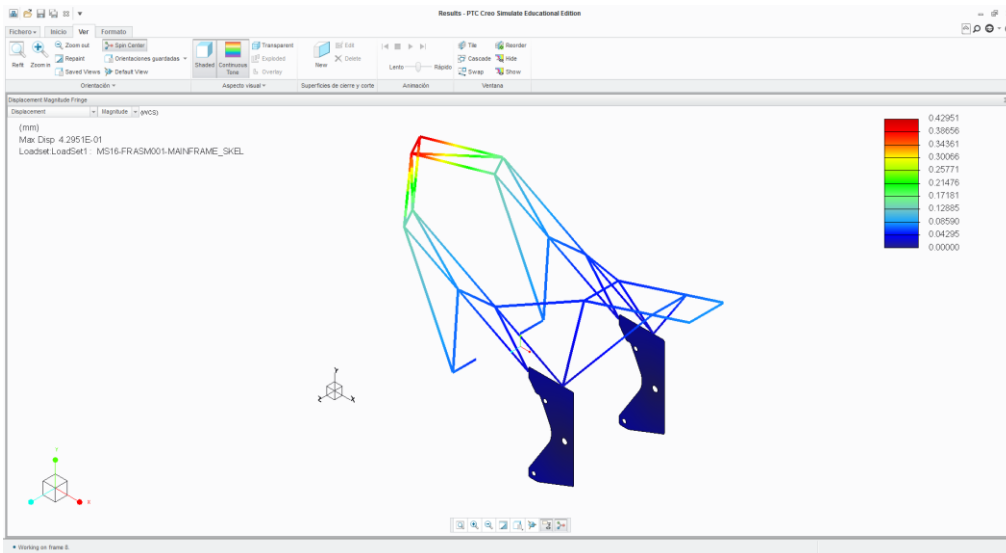 Results - PTC Creo Simulate Educational Edition
Fichero Inicio Ver Formato
Refit
Zoom in
Zoom out
Repaint
Saved Views
Spin Center
Orientaciones guardadas
Default View
Orientación
Shaded
Continuous Tone
Transparent
Exploded
Overlay
Aspecto visual
New
Edit
Delete
Superficies de cierre y corte
Lento Rápido
Animación
Tile
Cascade
Swap
Reorder
Hide
Show
Ventana
Displacement Magnitude Fringe
Displacement Magnitude (WCS)
(mm)
Max Disp 4.2951E-01
Loadset:LoadSet1 : MS16-FRASM001-MAINFRAME_SKEL
0.42951
0.38656
0.34361
0.30066
0.25771
0.21476
0.17181
0.12885
0.08590
0.04295
0.00000
Y
Z X
X
Working on frame 8.